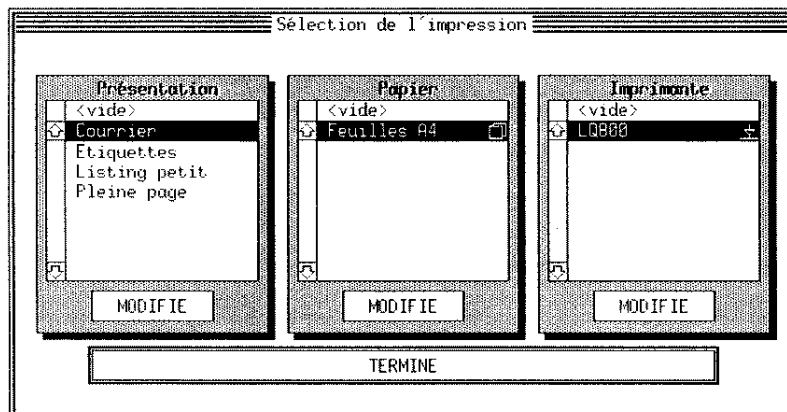 Sélection de l'impression
Présentation
<vide>
Courrier
Etiquettes
Listing petit
Pleine page
MODIFIE
Papier
<vide>
Feuilles A4
MODIFIE
Imprimante
<vide>
LQ800
MODIFIE
TERMINE